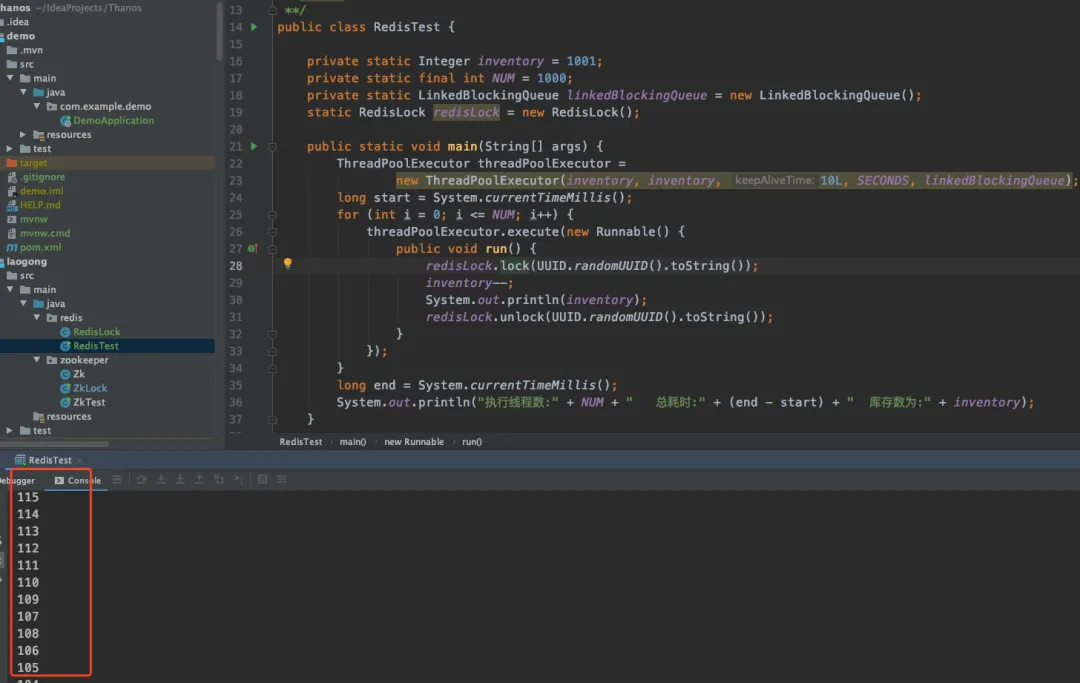 hanos ~/IdeaProjects/Thanos
.idea
demo
.mvn
src
main
java
com.example.demo
DemoApplication
resources
test
target
.gitignore
demo.iml
HELP.md
mvnw
mvnw.cmd
pom.xml
laogong
src
main
java
redis
RedisLock
RedisTest
zookeeper
Zk
ZkLock
ZkTest
resources
test
13 **/
14 public class RedisTest {
15
16 private static Integer inventory = 1001;
17 private static final int NUM = 1000;
18 private static LinkedBlockingQueue linkedBlockingQueue = new LinkedBlockingQueue();
19 static RedisLock redisLock = new RedisLock();
20
21 public static void main(String[] args) {
22 ThreadPoolExecutor threadPoolExecutor =
23 new ThreadPoolExecutor(inventory, inventory, keepAliveTime: 10L, SECONDS, linkedBlockingQueue);
24 long start = System.currentTimeMillis();
25 for (int i = 0; i <= NUM; i++) {
26 threadPoolExecutor.execute(new Runnable() {
27 public void run() {
28 redisLock.lock(UUID.randomUUID().toString());
29 inventory--;
30 System.out.println(inventory);
31 redisLock.unlock(UUID.randomUUID().toString());
32 }
33 });
34 }
35 long end = System.currentTimeMillis();
36 System.out.println("执行线程数:" + NUM + " 总耗时:" + (end - start) + " 库存数为:" + inventory);
37 }
RedisTest main() new Runnable run()
RedisTest
ebugger Console
115
114
113
112
111
110
109
107
108
106
105